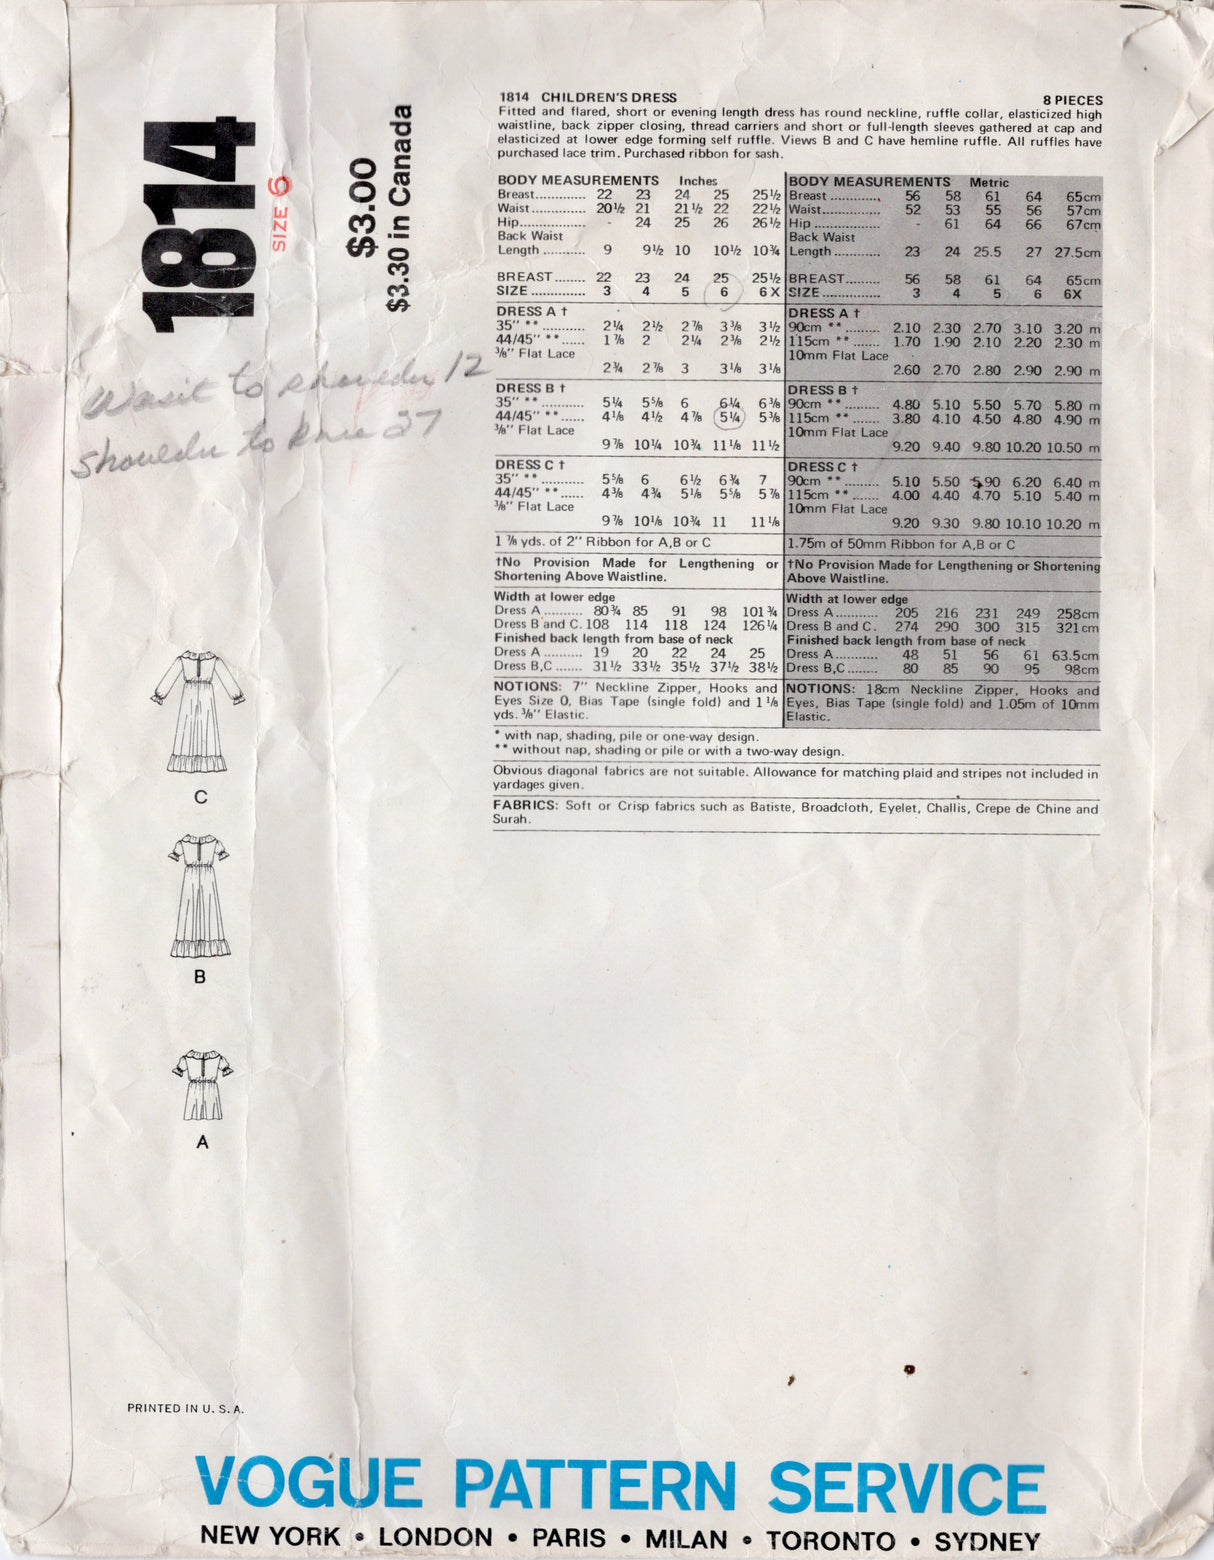 1814
SIZE 6
$3.00
$3.30 in Canada
Wasit to shoulder 12
shoulder to knee 27
1814 CHILDREN'S DRESS 8 PIECES
Fitted and flared, short or evening length dress has round neckline, ruffle collar, elasticized high
waistline, back zipper closing, thread carriers and short or full-length sleeves gathered at cap and
elasticized at lower edge forming self ruffle. Views B and C have hemline ruffle. All ruffles have
purchased lace trim. Purchased ribbon for sash.
BODY MEASUREMENTS Inches
Breast............. 22 23 24 25 25½
Waist.............. 20½ 21 21½ 22 22½
Hip................ - 24 25 26 26½
Back Waist
Length ........... 9 9½ 10 10½ 10¾
BREAST ........ 22 23 24 25 25½
SIZE .............. 3 4 5 6 6X
DRESS A †
35" ** ........... 2¼ 2½ 2⅞ 3⅜ 3½
44/45" **...... 1⅞ 2 2¼ 2⅜ 2½
⅜" Flat Lace
2¾ 2⅞ 3 3⅛ 3⅛
DRESS B †
35" ** ........... 5¼ 5⅝ 6 6¼ 6⅜
44/45" **...... 4⅛ 4½ 4⅞ 5¼ 5⅜
⅜" Flat Lace
9⅞ 10¼ 10¾ 11⅛ 11½
DRESS C †
35" ** ........... 5⅝ 6 6½ 6¾ 7
44/45" ** ...... 4⅜ 4¾ 5⅛ 5⅝ 5⅞
⅜" Flat Lace
9⅞ 10⅛ 10¾ 11 11⅛
1 ⅞ yds. of 2" Ribbon for A,B or C
†No Provision Made for Lengthening or
Shortening Above Waistline.
Width at lower edge
Dress A .......... 80¾ 85 91 98 101¾
Dress B and C. 108 114 118 124 126¼
Finished back length from base of neck
Dress A .......... 19 20 22 24 25
Dress B,C ....... 31½ 33½ 35½ 37½ 38½
NOTIONS: 7" Neckline Zipper, Hooks and
Eyes Size 0, Bias Tape (single fold) and 1⅛
yds. ⅜" Elastic.
BODY MEASUREMENTS Metric
Breast ............. 56 58 61 64 65cm
Waist.............. 52 53 55 56 57cm
Hip ................ - 61 64 66 67cm
Back Waist
Length ............ 23 24 25.5 27 27.5cm
BREAST......... 56 58 61 64 65cm
SIZE............... 3 4 5 6 6X
DRESS A †
90cm ** ......... 2.10 2.30 2.70 3.10 3.20 m
115cm ** ....... 1.70 1.90 2.10 2.20 2.30 m
10mm Flat Lace
2.60 2.70 2.80 2.90 2.90 m
DRESS B †
90cm ** ......... 4.80 5.10 5.50 5.70 5.80 m
115cm ** ....... 3.80 4.10 4.50 4.80 4.90 m
10mm Flat Lace
9.20 9.40 9.80 10.20 10.50 m
DRESS C †
90cm ** ......... 5.10 5.50 5.90 6.20 6.40 m
115cm ** ....... 4.00 4.40 4.70 5.10 5.40 m
10mm Flat Lace
9.20 9.30 9.80 10.10 10.20 m
1.75m of 50mm Ribbon for A,B or C
†No Provision Made for Lengthening or Shortening
Above Waistline.
Width at lower edge
Dress A........... 205 216 231 249 258cm
Dress B and C. 274 290 300 315 321cm
Finished back length from base of neck
Dress A........... 48 51 56 61 63.5cm
Dress B,C........ 80 85 90 95 98cm
NOTIONS: 18cm Neckline Zipper, Hooks and
Eyes, Bias Tape (single fold) and 1.05m of 10mm
Elastic.
* with nap, shading, pile or one-way design.
** without nap, shading or pile or with a two-way design.
Obvious diagonal fabrics are not suitable. Allowance for matching plaid and stripes not included in
yardages given.
FABRICS: Soft or Crisp fabrics such as Batiste, Broadcloth, Eyelet, Challis, Crepe de Chine and
Surah.
C
B
A
PRINTED IN U.S.A.
VOGUE PATTERN SERVICE
NEW YORK • LONDON • PARIS • MILAN • TORONTO • SYDNEY